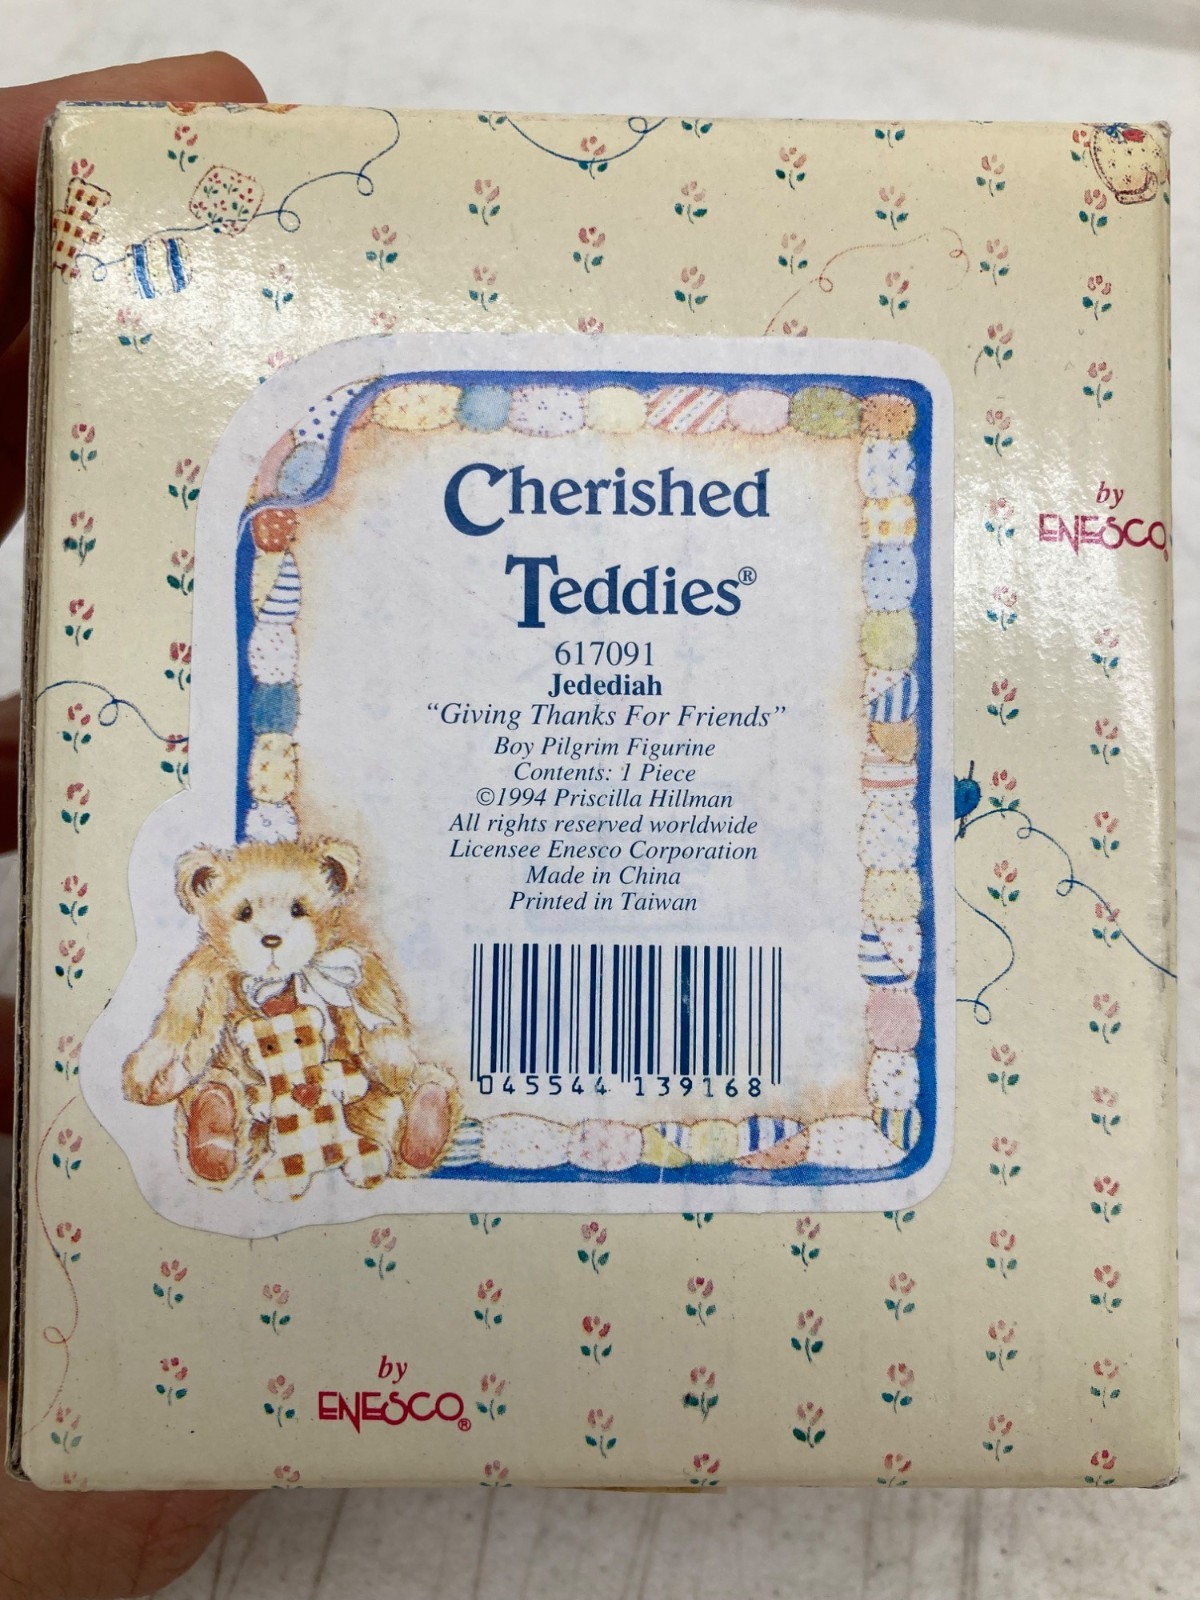 Cherished
Teddies®
617091
Jedediah
“Giving Thanks For Friends”
Boy Pilgrim Figurine
Contents: 1 Piece
©1994 Priscilla Hillman
All rights reserved worldwide
Licensee Enesco Corporation
Made in China
Printed in Taiwan
045544 139168
by
ENESCO
by
ENESCO®